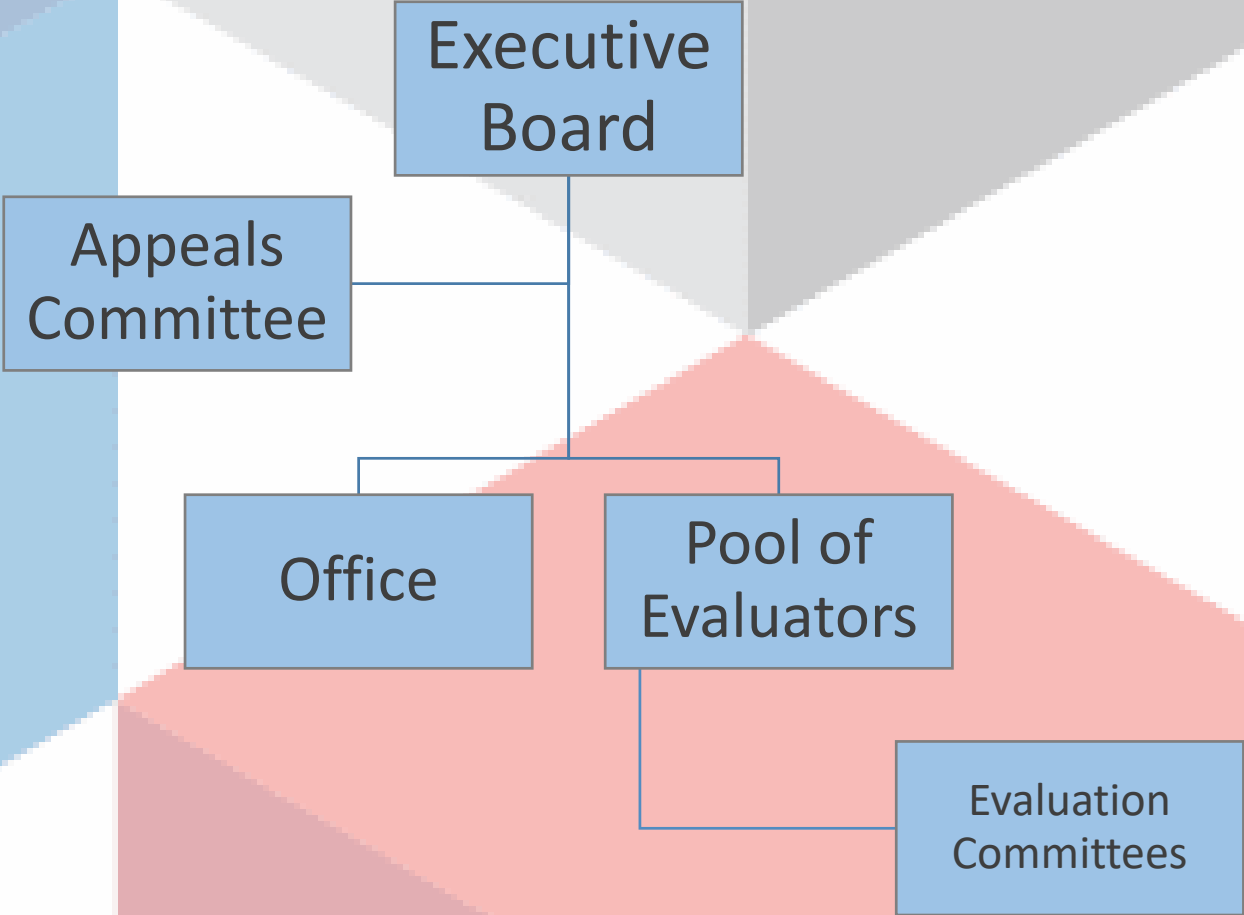 Executive
Board
Appeals
Committee
Office
Pool of
Evaluators
Evaluation
Committees